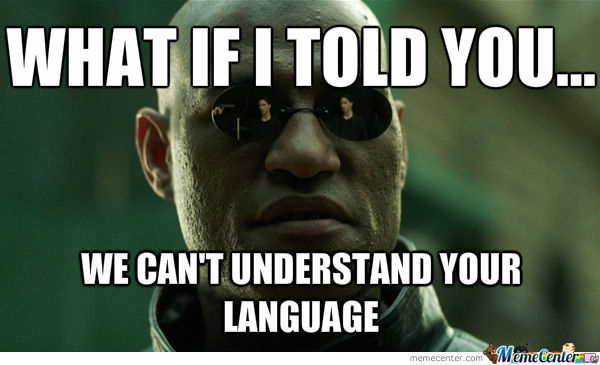 WHAT IF I TOLD YOU...
WE CAN'T UNDERSTAND YOUR
LANGUAGE
memecenter.com MemeCenter